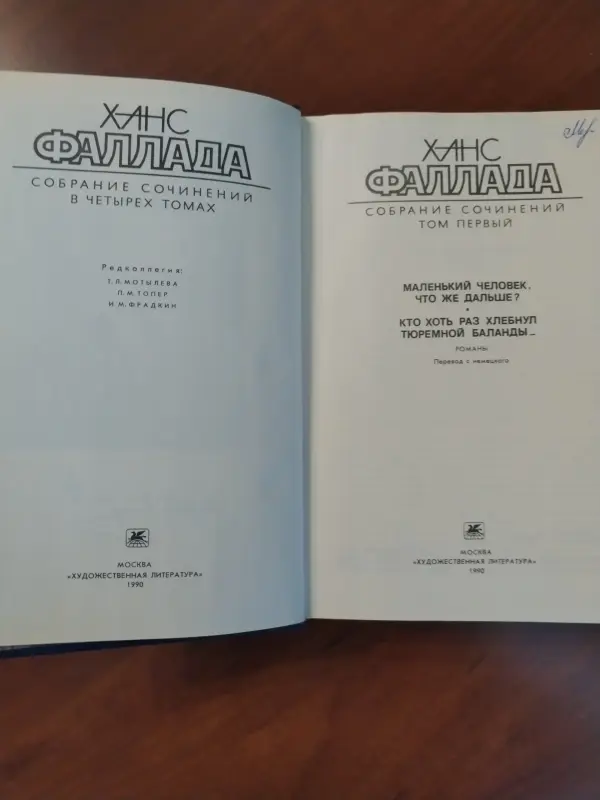 ХАНС
ФАЛЛАДА
СОБРАНИЕ СОЧИНЕНИЙ
В ЧЕТЫРЕХ ТОМАХ
Редколлегия:
Т.Л.МОТЫЛЕВА
П.М.ТОПЕР
И.М.ФРАДКИН
МОСКВА
«ХУДОЖЕСТВЕННАЯ ЛИТЕРАТУРА»
1990
ХАНС
ФАЛЛАДА
СОБРАНИЕ СОЧИНЕНИЙ
ТОМ ПЕРВЫЙ
МАЛЕНЬКИЙ ЧЕЛОВЕК,
ЧТО ЖЕ ДАЛЬШЕ?
КТО ХОТЬ РАЗ ХЛЕБНУЛ
ТЮРЕМНОЙ БАЛАНДЫ...
РОМАНЫ
Перевод с немецкого
МОСКВА
«ХУДОЖЕСТВЕННАЯ ЛИТЕРАТУРА»
1990